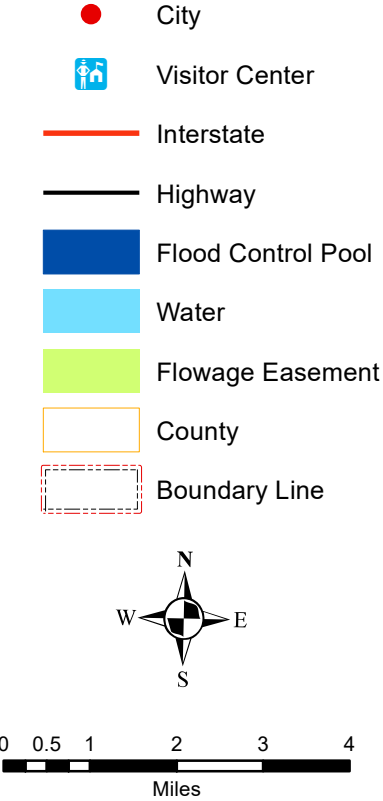 City
Visitor Center
Interstate
Highway
Flood Control Pool
Water
Flowage Easement
County
Boundary Line
N
W E
S
0 0.5 1 2 3 4
Miles